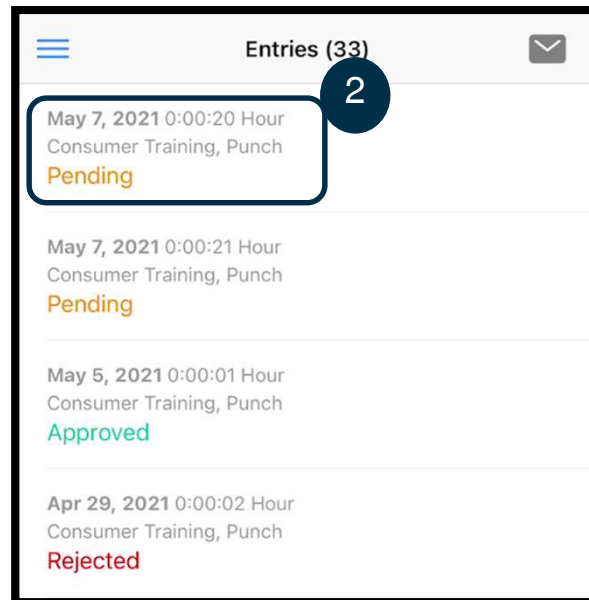 Entries (33)
2
May 7, 2021 0:00:20 Hour
Consumer Training, Punch
Pending
May 7, 2021 0:00:21 Hour
Consumer Training, Punch
Pending
May 5, 2021 0:00:01 Hour
Consumer Training, Punch
Approved
Apr 29, 2021 0:00:02 Hour
Consumer Training, Punch
Rejected